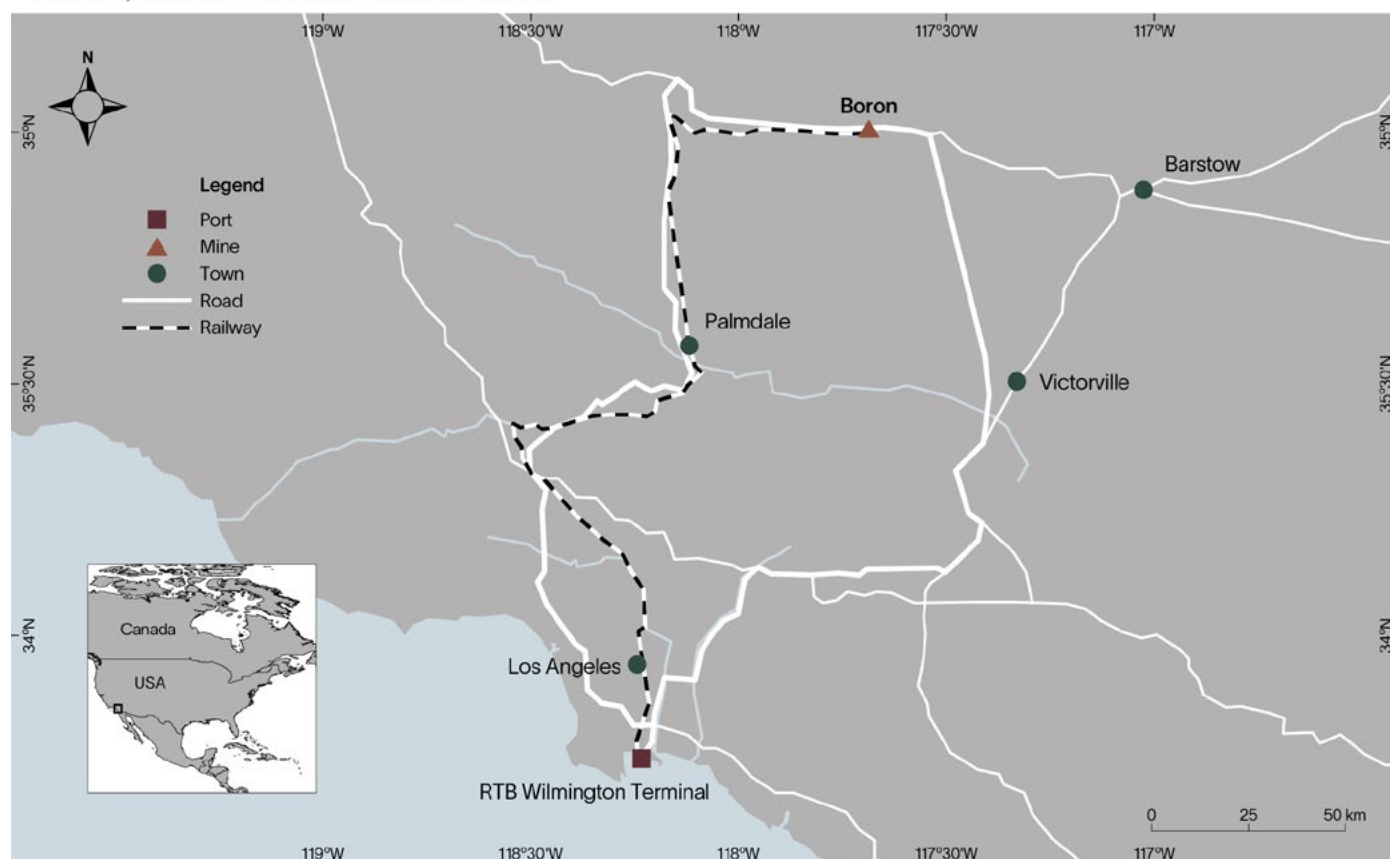 119°W 118°30'W 118°W 117°30'W 117°W
N
Boron
35°N
35°N
Barstow
Legend
Port
Mine
Town
Road
Railway
Palmdale
35°30'N
35°30'N
Victorville
Canada
USA
34°N
34°N
Los Angeles
RTB Wilmington Terminal
0 25 50 km
119°W 118°30'W 118°W 117°30'W 117°W